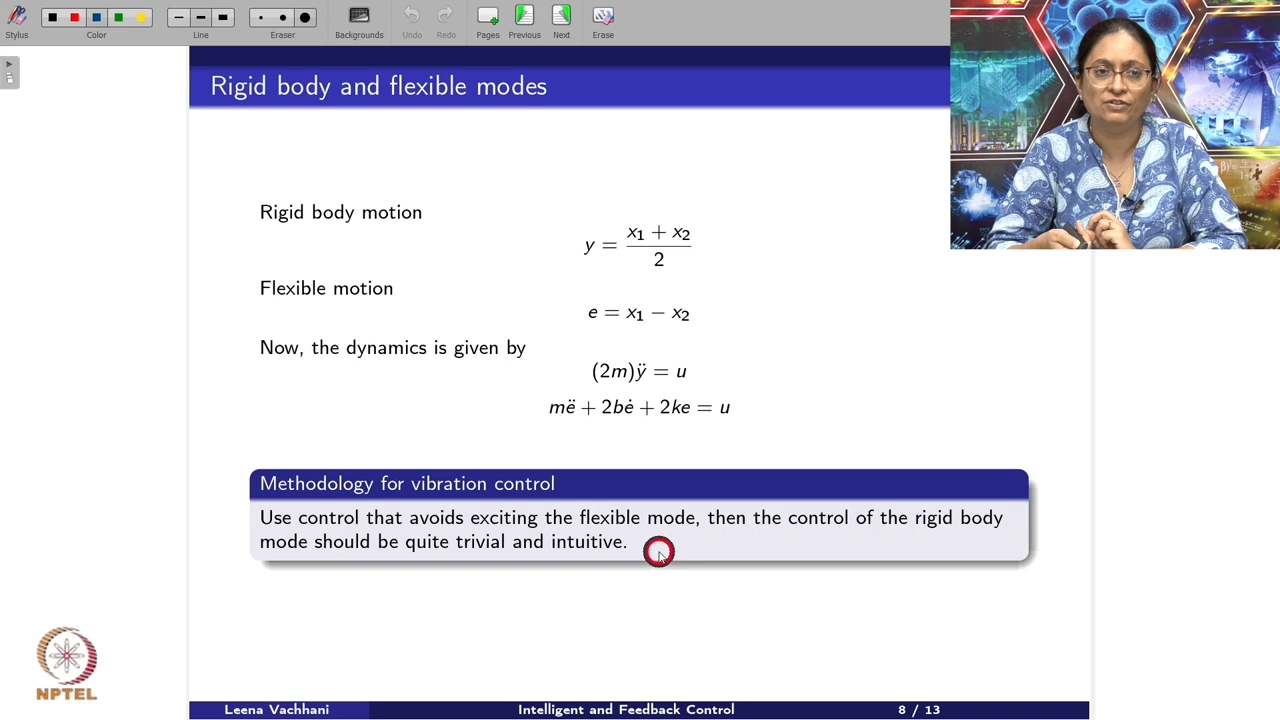 Stylus
Color
Line
Eraser
Backgrounds
Undo
Redo
Pages
Previous
Next
Erase
Rigid body and flexible modes
Rigid body motion
y = (x₁ + x₂)/2
Flexible motion
e = x₁ − x₂
Now, the dynamics is given by
(2m)ÿ = u
më + 2bė + 2ke = u
Methodology for vibration control
Use control that avoids exciting the flexible mode, then the control of the rigid body
mode should be quite trivial and intuitive.
NPTEL
Leena Vachhani Intelligent and Feedback Control 8 / 13